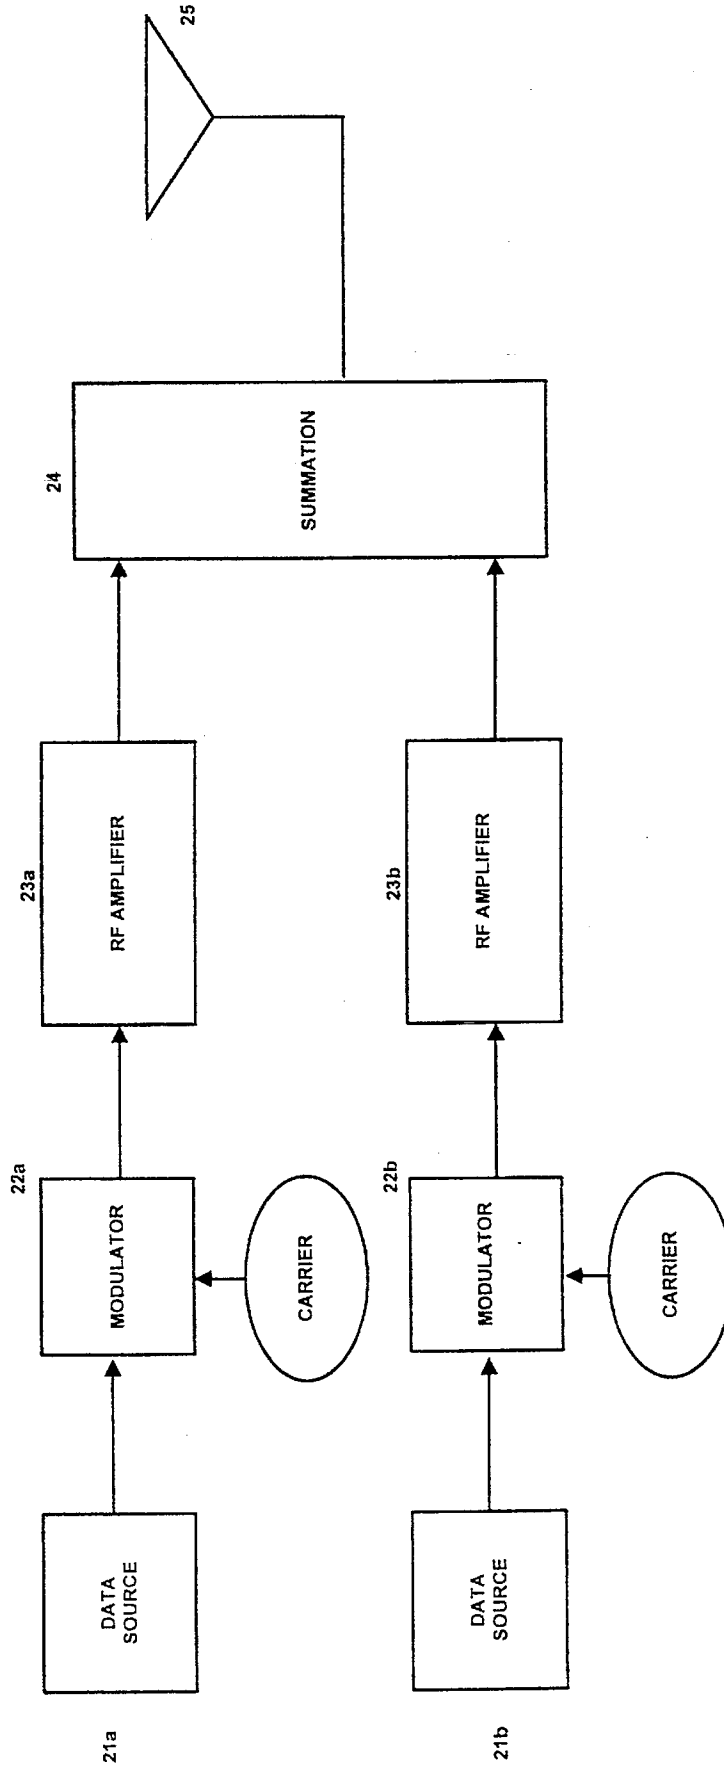 21a
DATA
SOURCE
22a
MODULATOR
CARRIER
23a
RF AMPLIFIER
24
SUMMATION
25
21b
DATA
SOURCE
22b
MODULATOR
CARRIER
23b
RF AMPLIFIER